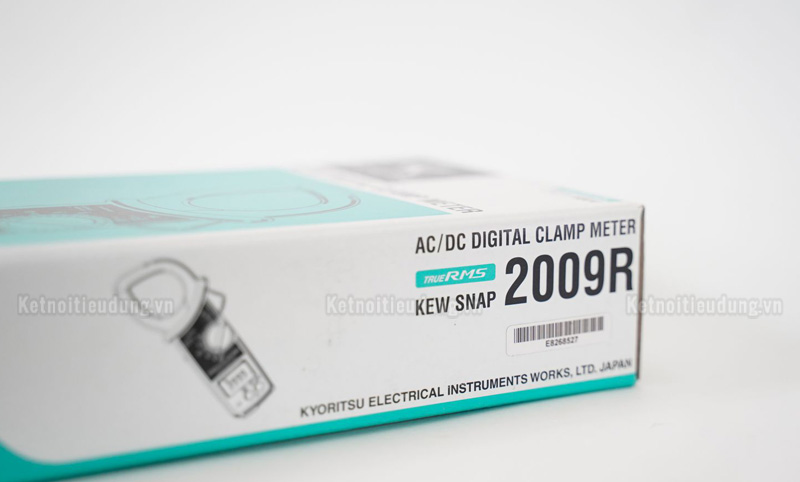 METER
AC/DC DIGITAL CLAMP METER
TRUE RMS
KEW SNAP 2009R
Ketnoitieudung.vn Ketnoitieudung.vn Ketnoitieudung.vn
E8268527
KYORITSU ELECTRICAL INSTRUMENTS WORKS, LTD. JAPAN